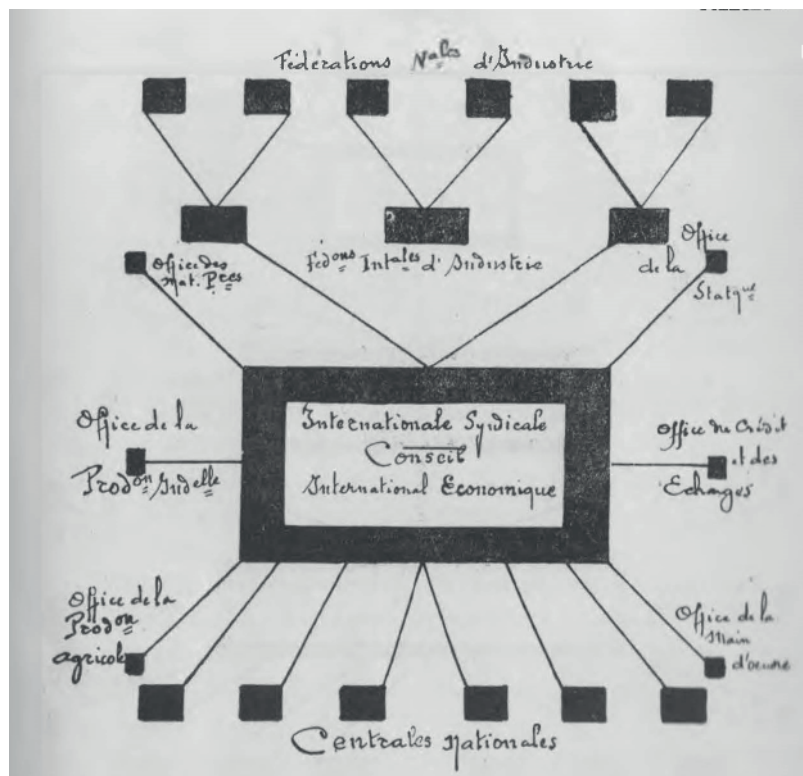 Fédérations Nales d'Industrie
Office des
Mat. Pres
Fédons Intales d'Industrie
Office
de la
Statque
Office de la
Prodon Indelle
Internationale Sydicale
Conseil
International Economique
Office du Crédit
et des
Echanges
Office de la
Prodon
agricole
Office de la
Main
d'oeuvre
Centrales Nationales